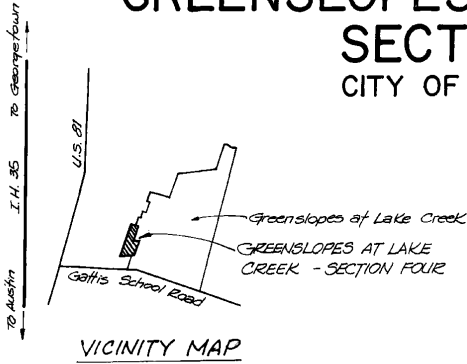 GREENSLOPES
SECT
CITY OF
To Georgetown
I.H. 35
To Austin
U.S. 81
Greenslopes at Lake Creek
GREENSLOPES AT LAKE
CREEK - SECTION FOUR
Gattis School Road
VICINITY MAP